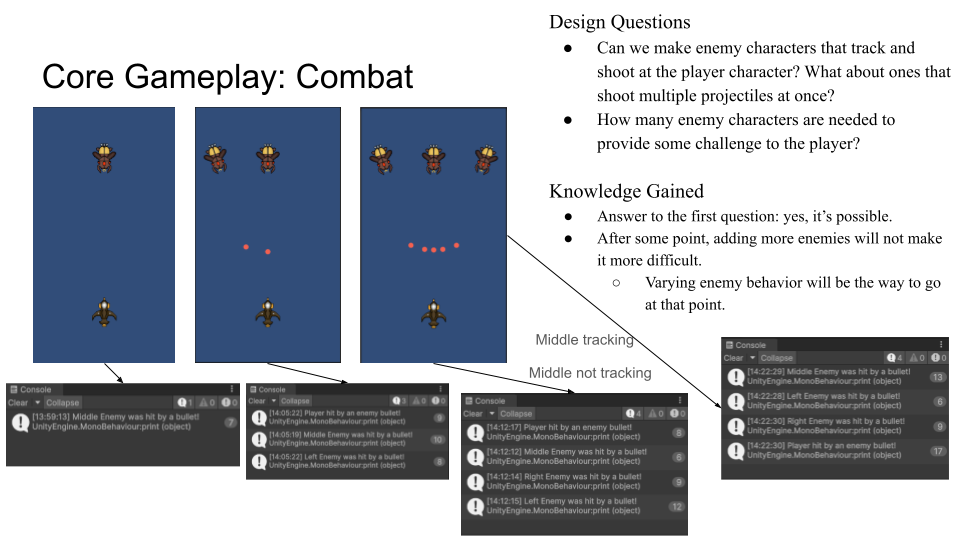 Core Gameplay: Combat
Design Questions
● Can we make enemy characters that track and
shoot at the player character? What about ones that
shoot multiple projectiles at once?
● How many enemy characters are needed to
provide some challenge to the player?
Knowledge Gained
● Answer to the first question: yes, it's possible.
● After some point, adding more enemies will not make
it more difficult.
○ Varying enemy behavior will be the way to go
at that point.
Middle tracking
Middle not tracking
Console
Clear Collapse 1 0 0
[13:59:13] Middle Enemy was hit by a bullet! 7
UnityEngine.MonoBehaviour:print (object)
Console
Clear Collapse 3 0 0
[14:05:22] Player hit by an enemy bullet! 9
UnityEngine.MonoBehaviour:print (object)
[14:05:19] Middle Enemy was hit by a bullet! 10
UnityEngine.MonoBehaviour:print (object)
[14:05:22] Left Enemy was hit by a bullet! 8
UnityEngine.MonoBehaviour:print (object)
Console
Clear Collapse 4 0 0
[14:12:17] Player hit by an enemy bullet! 8
UnityEngine.MonoBehaviour:print (object)
[14:12:12] Middle Enemy was hit by a bullet! 6
UnityEngine.MonoBehaviour:print (object)
[14:12:14] Right Enemy was hit by a bullet! 9
UnityEngine.MonoBehaviour:print (object)
[14:12:15] Left Enemy was hit by a bullet! 12
UnityEngine.MonoBehaviour:print (object)
Console
Clear Collapse 4 0 0
[14:22:29] Middle Enemy was hit by a bullet! 13
UnityEngine.MonoBehaviour:print (object)
[14:22:28] Left Enemy was hit by a bullet! 6
UnityEngine.MonoBehaviour:print (object)
[14:22:30] Right Enemy was hit by a bullet! 9
UnityEngine.MonoBehaviour:print (object)
[14:22:30] Player hit by an enemy bullet! 17
UnityEngine.MonoBehaviour:print (object)